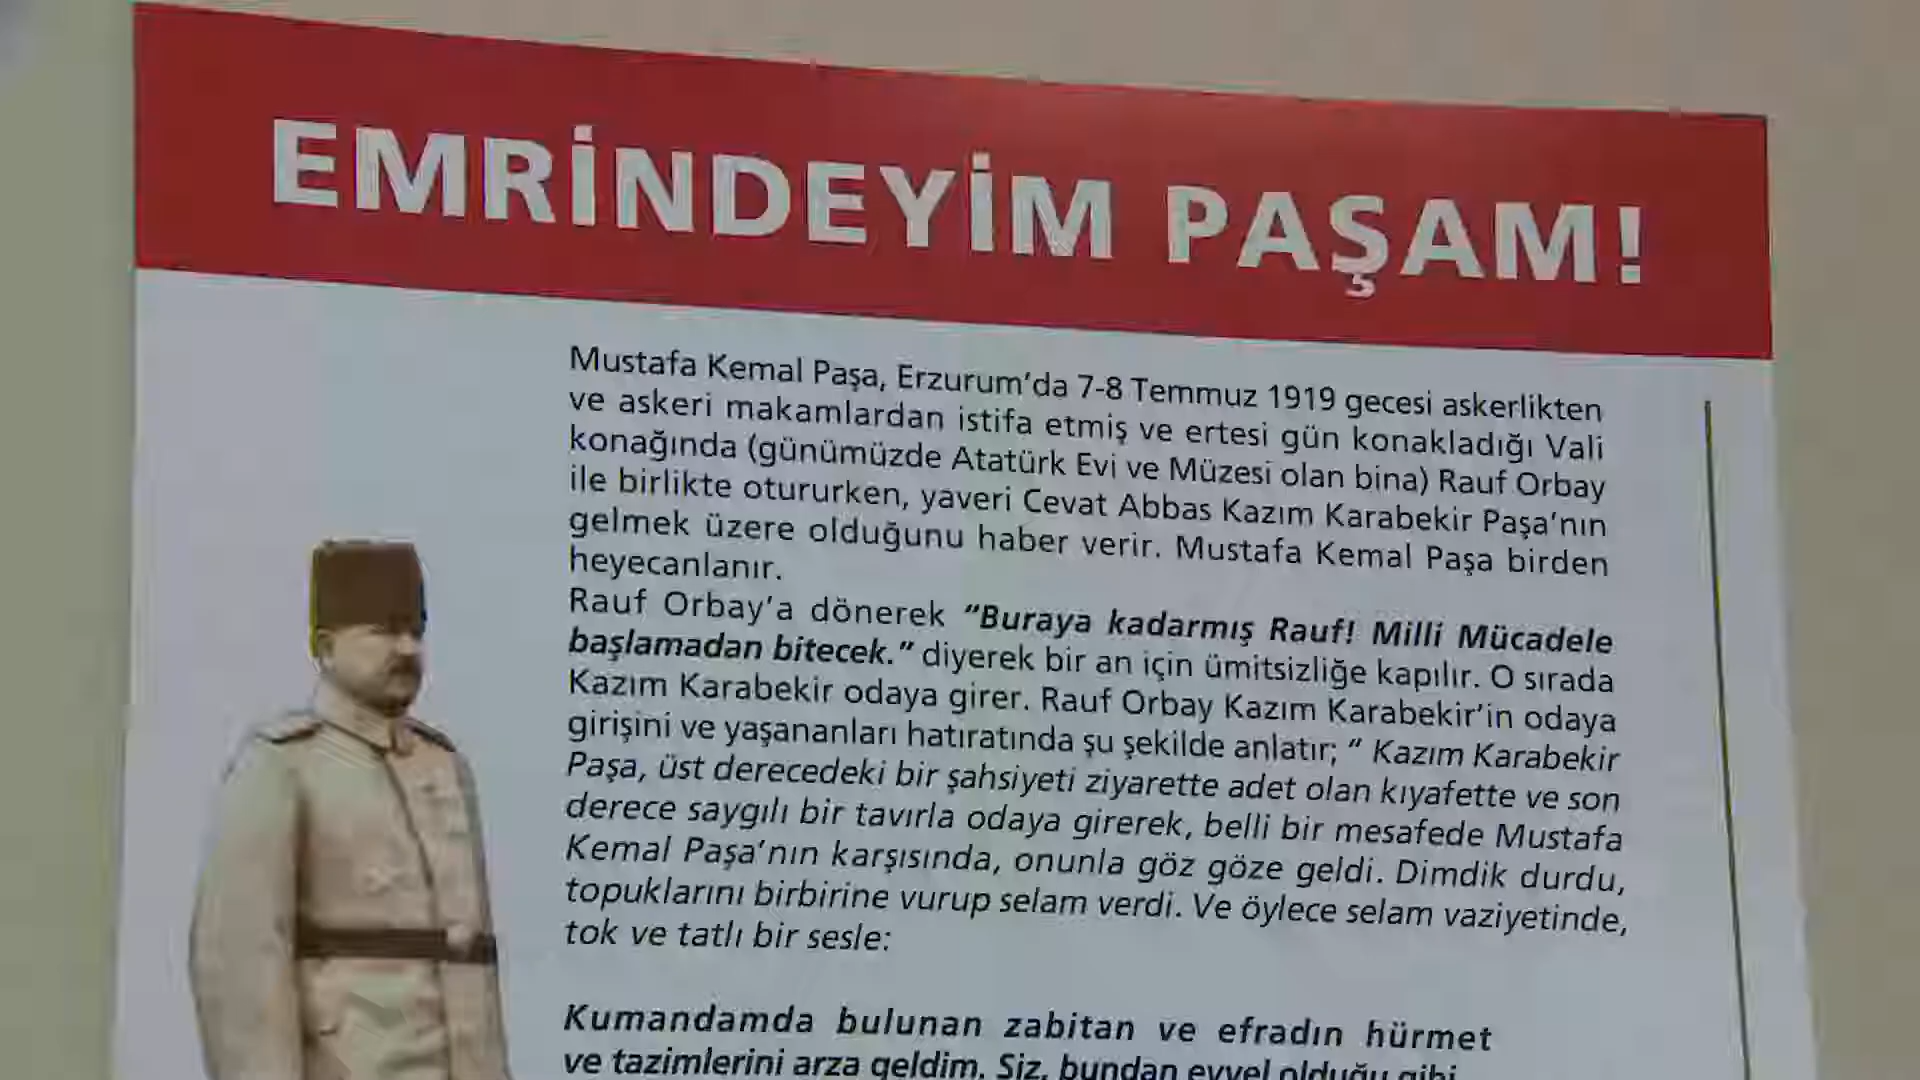 EMRİNDEYİM PAŞAM!
Mustafa Kemal Paşa, Erzurum’da 7-8 Temmuz 1919 gecesi askerlikten
ve askeri makamlardan istifa etmiş ve ertesi gün konakladığı Vali
konağında (günümüzde Atatürk Evi ve Müzesi olan bina) Rauf Orbay
ile birlikte otururken, yaveri Cevat Abbas Kazım Karabekir Paşa’nın
gelmek üzere olduğunu haber verir. Mustafa Kemal Paşa birden
heyecanlanır.
Rauf Orbay’a dönerek “Buraya kadarmış Rauf! Milli Mücadele
başlamadan bitecek.” diyerek bir an için ümitsizliğe kapılır. O sırada
Kazım Karabekir odaya girer. Rauf Orbay Kazım Karabekir’in odaya
girişini ve yaşananları hatıratında şu şekilde anlatır; “ Kazım Karabekir
Paşa, üst derecedeki bir şahsiyeti ziyarette adet olan kıyafette ve son
derece saygılı bir tavırla odaya girerek, belli bir mesafede Mustafa
Kemal Paşa’nın karşısında, onunla göz göze geldi. Dimdik durdu,
topuklarını birbirine vurup selam verdi. Ve öylece selam vaziyetinde,
tok ve tatlı bir sesle:
Kumandamda bulunan zabitan ve efradın hürmet
ve tazimlerini arza geldim. Siz, bundan evvel olduğu gibi